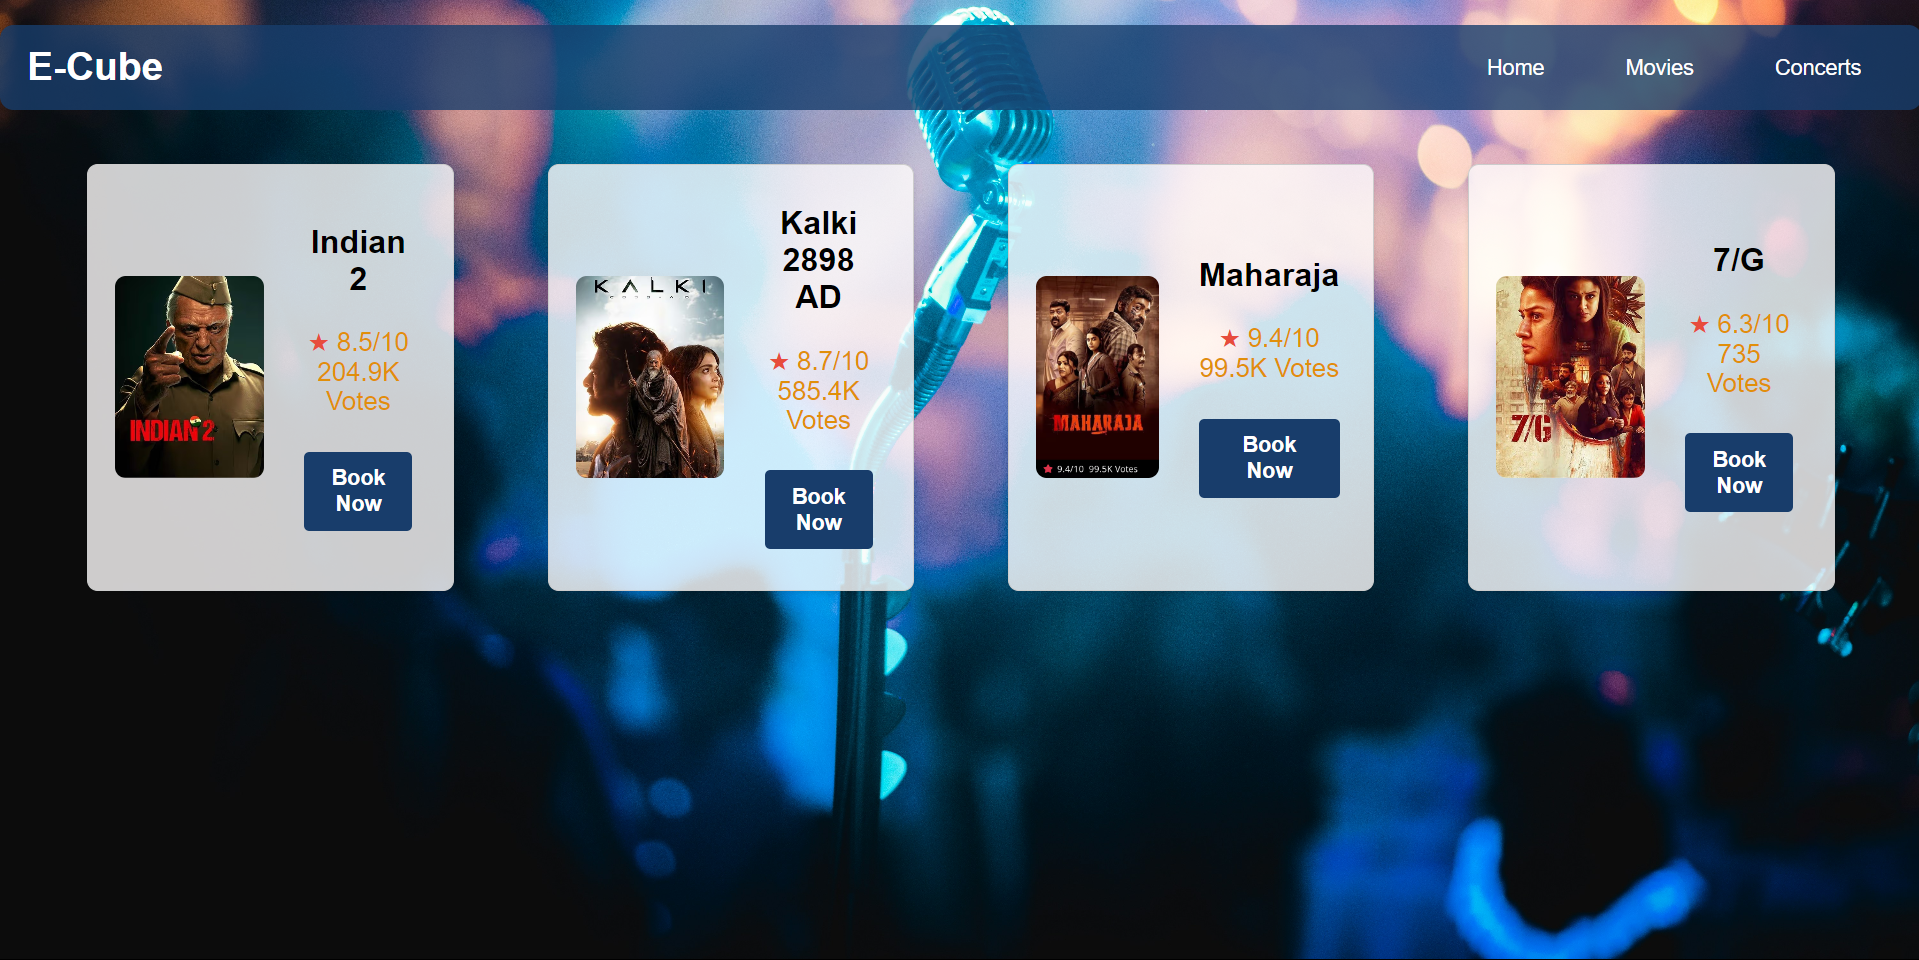 E-Cube
Home
Movies
Concerts
INDIAN 2
Indian
2
★ 8.5/10
204.9K
Votes
Book
Now
KALKI
Kalki
2898
AD
★ 8.7/10
585.4K
Votes
Book
Now
MAHARAJA
★ 9.4/10 99.5K Votes
Maharaja
★ 9.4/10
99.5K Votes
Book
Now
7/G
7/G
★ 6.3/10
735
Votes
Book
Now